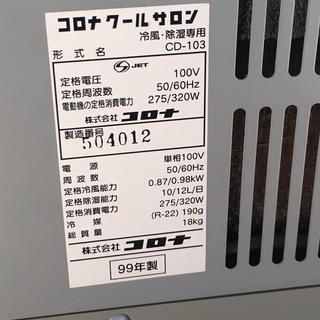 コロナクールサロン
冷風・除湿専用
形式名 CD-103
JET
定格電圧 100V
定格周波数 50/60Hz
電動機の定格消費電力 275/320W
株式会社 コロナ
製造番号
504012
電源 単相100V
周波数 50/60Hz
定格冷風能力 0.87/0.98kW
定格除湿能力 10/12L/日
定格消費電力 275/320W
冷媒 (R-22) 190g
総質量 18kg
株式会社 コロナ
99年製